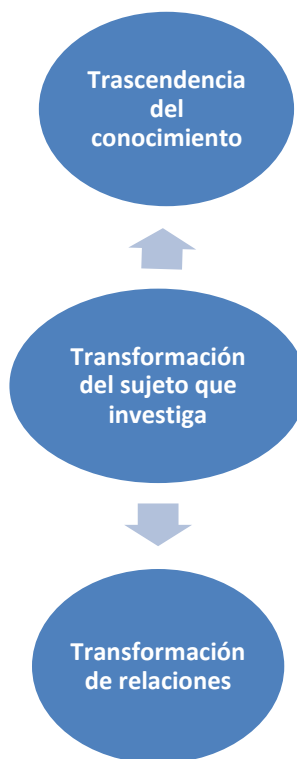 Trascendencia
del
conocimiento
Transformación
del sujeto que
investiga
Transformación
de relaciones